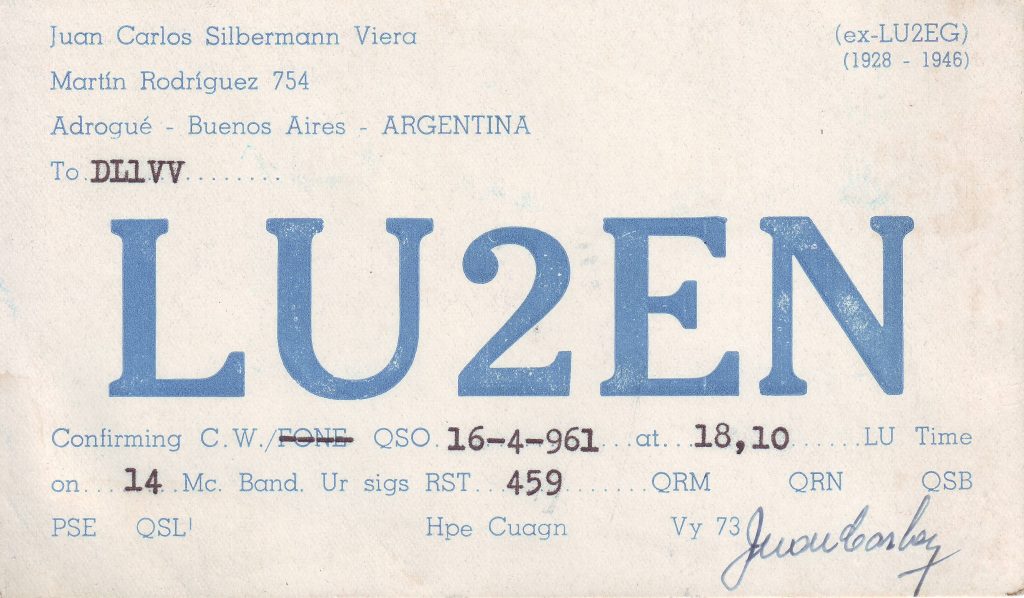 Juan Carlos Silbermann Viera
(ex-LU2EG)
Martín Rodríguez 754
(1928 - 1946)
Adrogué - Buenos Aires - ARGENTINA
To DL1VV........
LU2EN
Confirming C.W./FONE QSO.16-4-961...at...18,10......LU Time
on....14..Mc. Band. Ur sigs RST...459........QRM QRN QSB
PSE QSL! Hpe Cuagn Vy 73 Juan Carlos